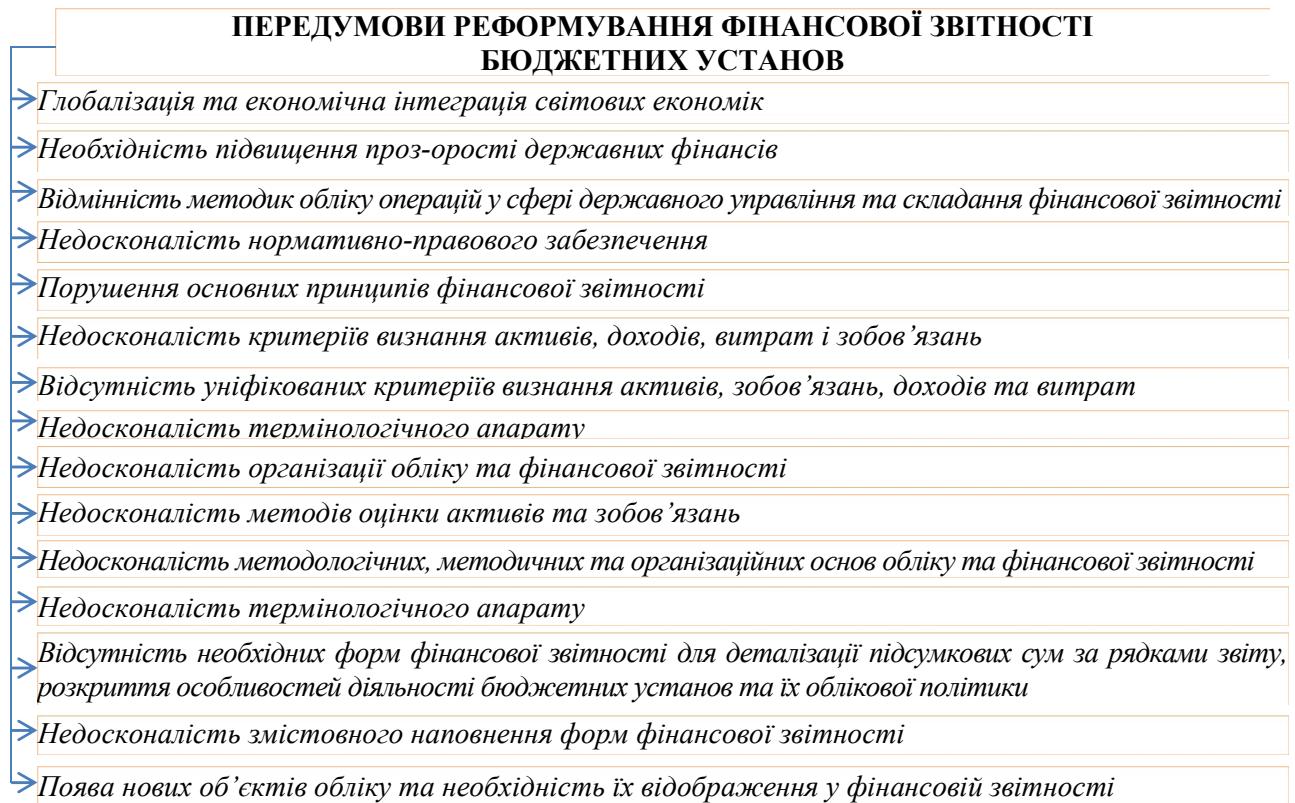 ПЕРЕДУМОВИ РЕФОРМУВАННЯ ФІНАНСОВОЇ ЗВІТНОСТІ
БЮДЖЕТНИХ УСТАНОВ
Глобалізація та економічна інтеграція світових економік
Необхідність підвищення проз-орості державних фінансів
Відмінність методик обліку операцій у сфері державного управління та складання фінансової звітності
Недосконалість нормативно-правового забезпечення
Порушення основних принципів фінансової звітності
Недосконалість критеріїв визнання активів, доходів, витрат і зобов’язань
Відсутність уніфікованих критеріїв визнання активів, зобов’язань, доходів та витрат
Недосконалість термінологічного апарату
Недосконалість організації обліку та фінансової звітності
Недосконалість методів оцінки активів та зобов’язань
Недосконалість методологічних, методичних та організаційних основ обліку та фінансової звітності
Недосконалість термінологічного апарату
Відсутність необхідних форм фінансової звітності для деталізації підсумкових сум за рядками звіту,
розкриття особливостей діяльності бюджетних установ та їх облікової політики
Недосконалість змістовного наповнення форм фінансової звітності
Поява нових об’єктів обліку та необхідність їх відображення у фінансовій звітності